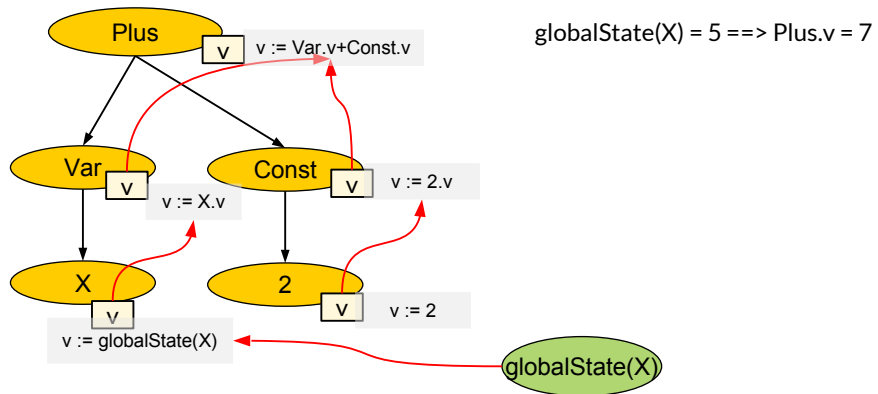 Plus
v
v := Var.v+Const.v
globalState(X) = 5 ==> Plus.v = 7
Var
v
v := X.v
Const
v
v := 2.v
X
v
v := globalState(X)
2
v
v := 2
globalState(X)